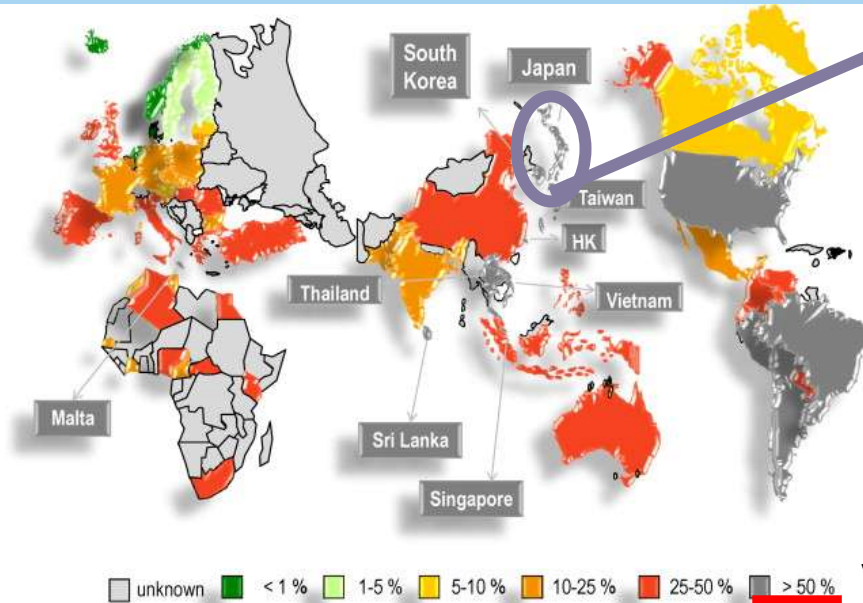 South
Korea
Japan
Taiwan
HK
Thailand
Vietnam
Malta
Sri Lanka
Singapore
unknown < 1 % 1-5 % 5-10 % 10-25 % 25-50 % > 50 %